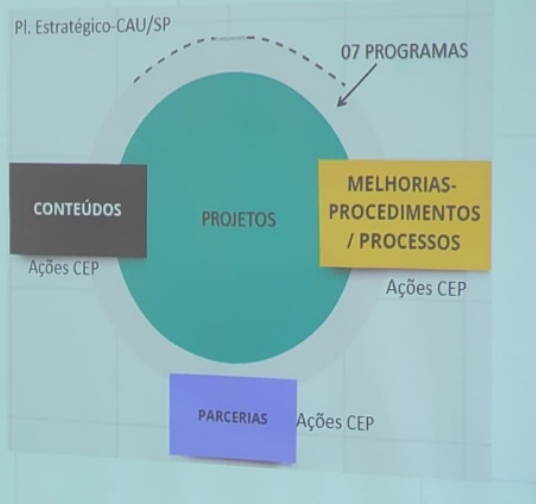 Pl. Estratégico-CAU/SP
07 PROGRAMAS
CONTEÚDOS
PROJETOS
MELHORIAS-
PROCEDIMENTOS
/ PROCESSOS
Ações CEP
Ações CEP
PARCERIAS
Ações CEP